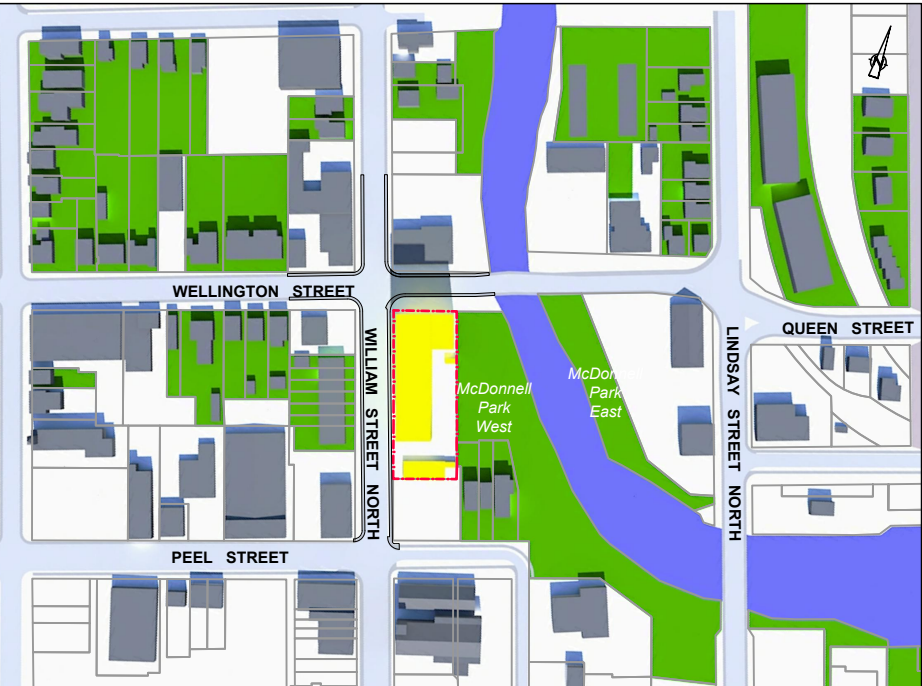 WELLINGTON STREET
WILLIAM STREET NORTH
QUEEN STREET
LINDSAY STREET NORTH
McDonnell
Park
West
McDonnell
Park
East
PEEL STREET